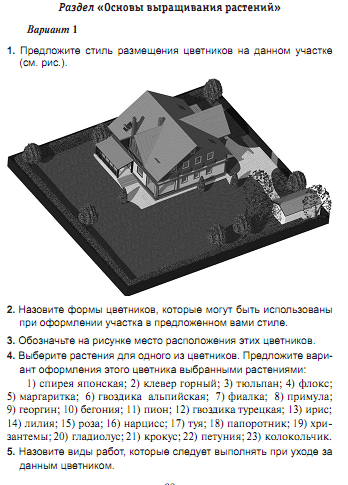 Раздел «Основы выращивания растений»
Вариант 1
1. Предложите стиль размещения цветников на данном участке
(см. рис.).
2. Назовите формы цветников, которые могут быть использованы
при оформлении участка в предложенном вами стиле.
3. Обозначьте на рисунке место расположения этих цветников.
4. Выберите растения для одного из цветников. Предложите вари-
ант оформления этого цветника выбранными растениями:
1) спирея японская; 2) клевер горный; 3) тюльпан; 4) флокс;
5) маргаритка; 6) гвоздика альпийская; 7) фиалка; 8) примула;
9) георгин; 10) бегония; 11) пион; 12) гвоздика турецкая; 13) ирис;
14) лилия; 15) роза; 16) нарцисс; 17) туя; 18) папоротник; 19) хри-
зантемы; 20) гладиолус; 21) крокус; 22) петуния; 23) колокольчик.
5. Назовите виды работ, которые следует выполнять при уходе за
данным цветником.